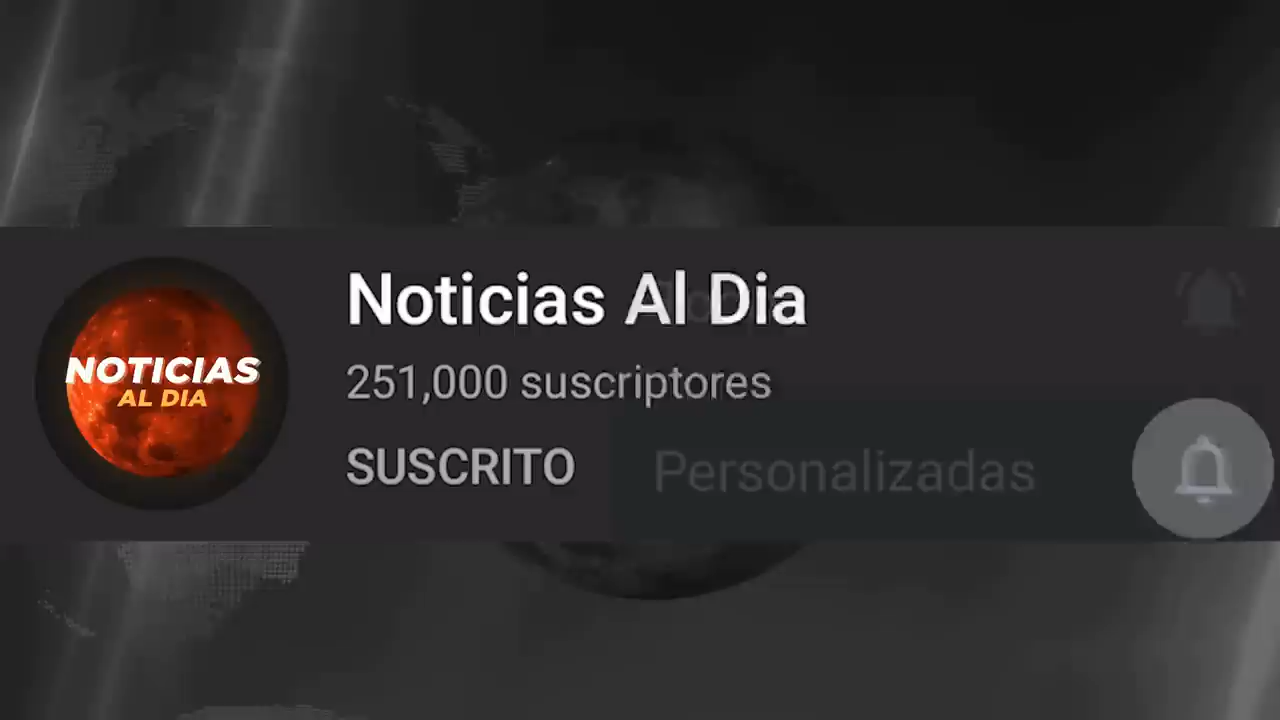 Noticias Al Dia
251,000 suscriptores
SUSCRITO
Personalizadas
NOTICIAS
AL DIA